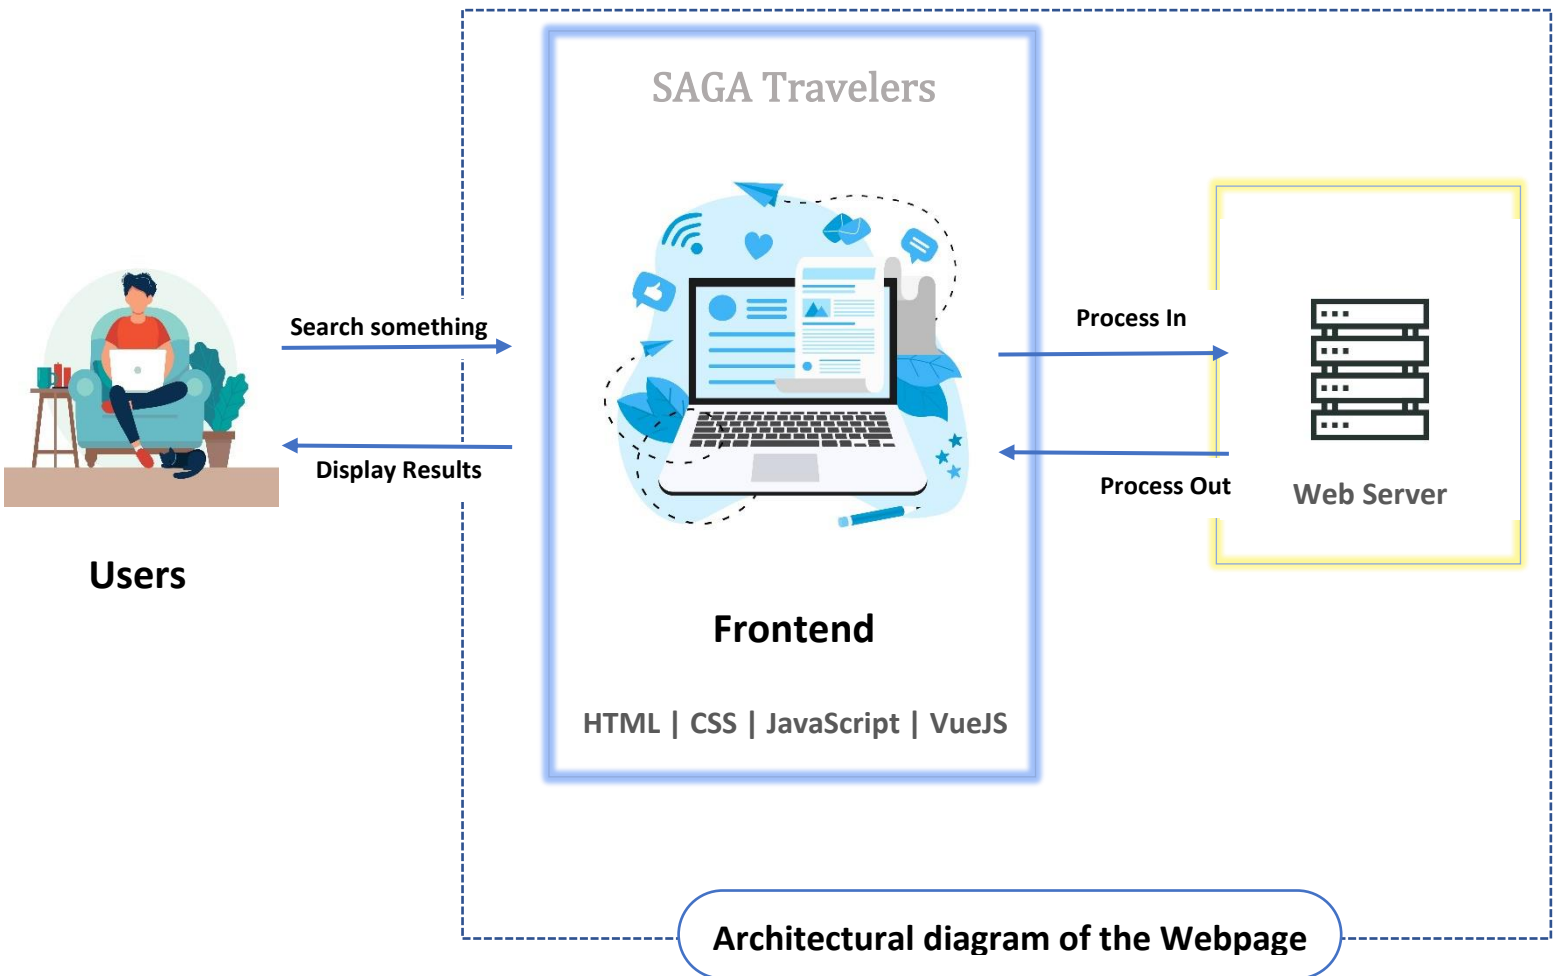 SAGA Travelers
Search something
Process In
Display Results
Process Out
Web Server
Users
Frontend
HTML | CSS | JavaScript | VueJS
Architectural diagram of the Webpage